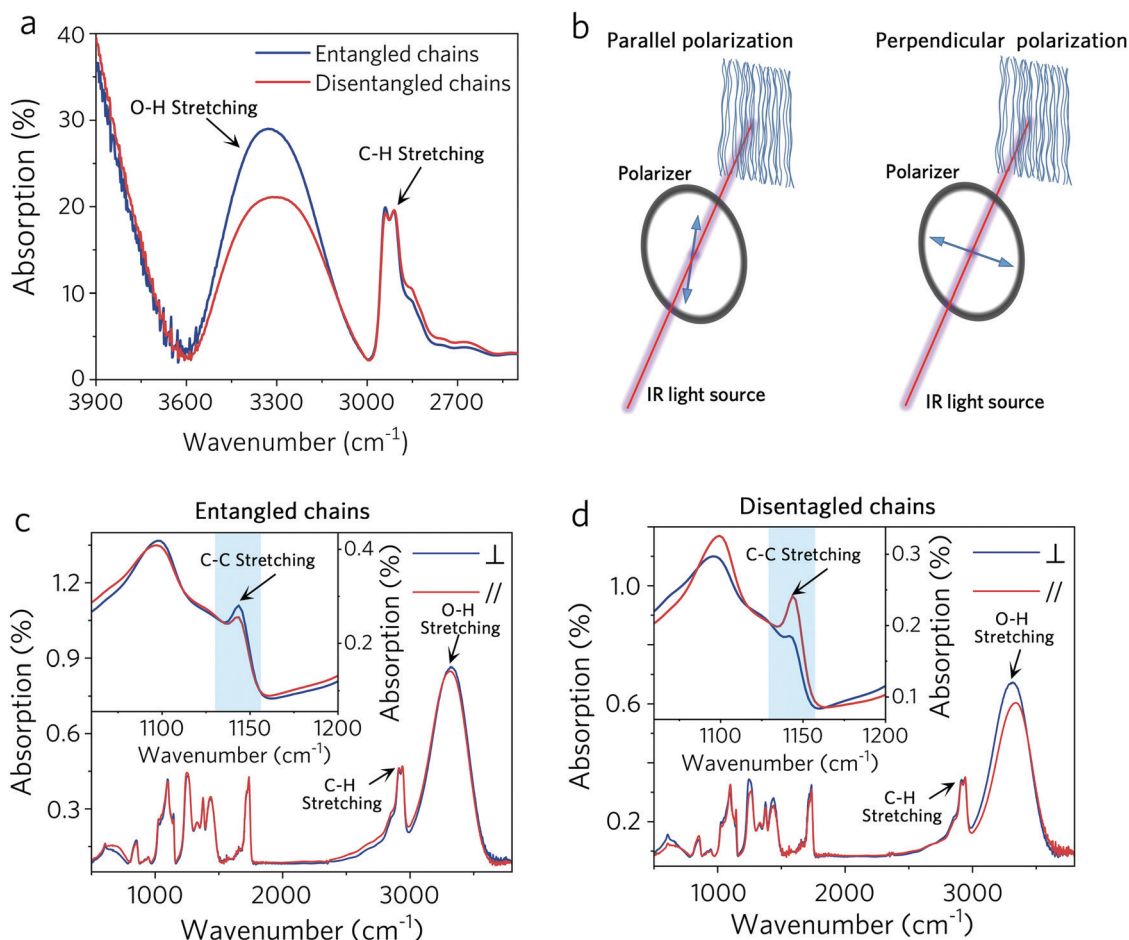 a
40
30
20
10
0
Absorption (%)
Entangled chains
Disentangled chains
O-H Stretching
C-H Stretching
3900
3600
3300
3000
2700
Wavenumber (cm-1)
b
Parallel polarization
Perpendicular polarization
Polarizer
Polarizer
IR light source
IR light source
c
Entangled chains
1.2
0.9
0.6
0.3
Absorption (%)
C-C Stretching
0.4
0.2
Absorption (%)
1100
1150
1200
Wavenumber (cm-1)
⊥
//
O-H
Stretching
C-H
Stretching
1000
2000
3000
Wavenumber (cm-1)
d
Disentagled chains
1.0
0.8
0.6
0.4
0.2
Absorption (%)
C-C Stretching
0.3
0.2
0.1
Absorption (%)
1100
1150
1200
Wavenumber (cm-1)
⊥
//
O-H
Stretching
C-H
Stretching
1000
2000
3000
Wavenumber (cm-1)